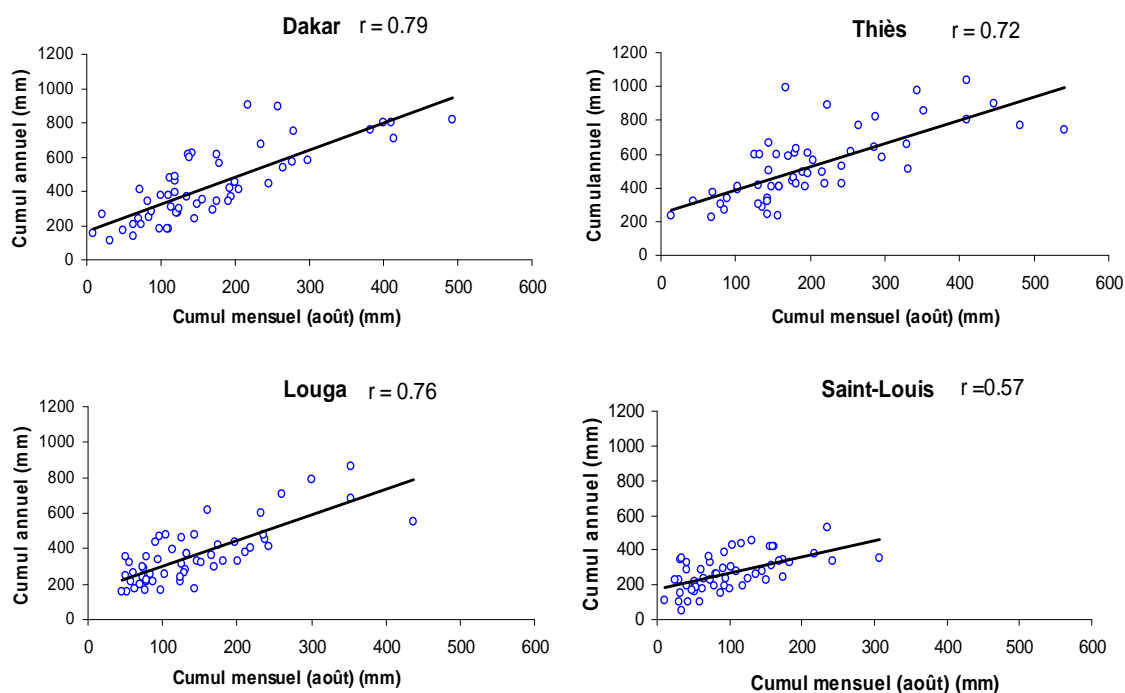 Dakar r = 0.79
1200
1000
800
600
400
200
0
Cumul annuel (mm)
0 100 200 300 400 500 600
Cumul mensuel (août) (mm)
Thiès r = 0.72
1200
1000
800
600
400
200
0
Cumulannuel (mm)
0 100 200 300 400 500 600
Cumul mensuel (août) (mm)
Louga r = 0.76
1200
1000
800
600
400
200
0
Cumul annuel (mm)
0 100 200 300 400 500 600
Cumul mensuel (août) (mm)
Saint-Louis r =0.57
1200
1000
800
600
400
200
0
Cumul annuel (mm)
0 100 200 300 400 500 600
Cumul mensuel (août) (mm)